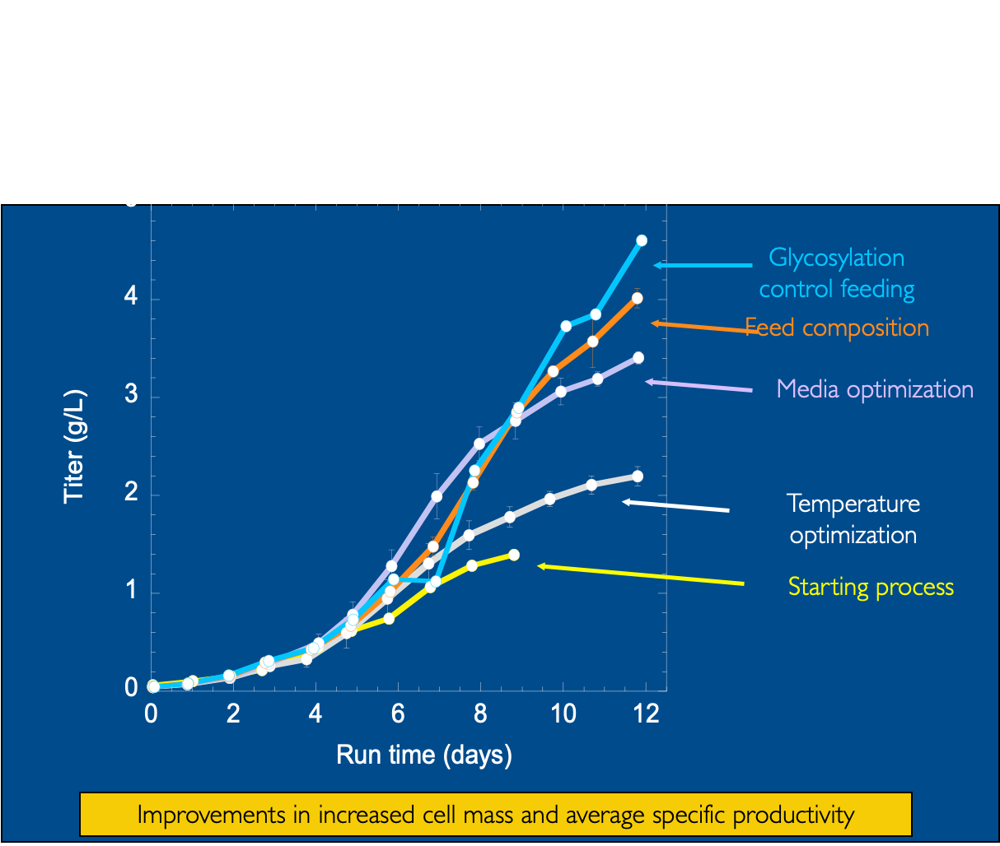 4
3
2
1
0
0 2 4 6 8 10 12
Titer (g/L)
Run time (days)
Glycosylation
control feeding
Feed composition
Media optimization
Temperature
optimization
Starting process
Improvements in increased cell mass and average specific productivity